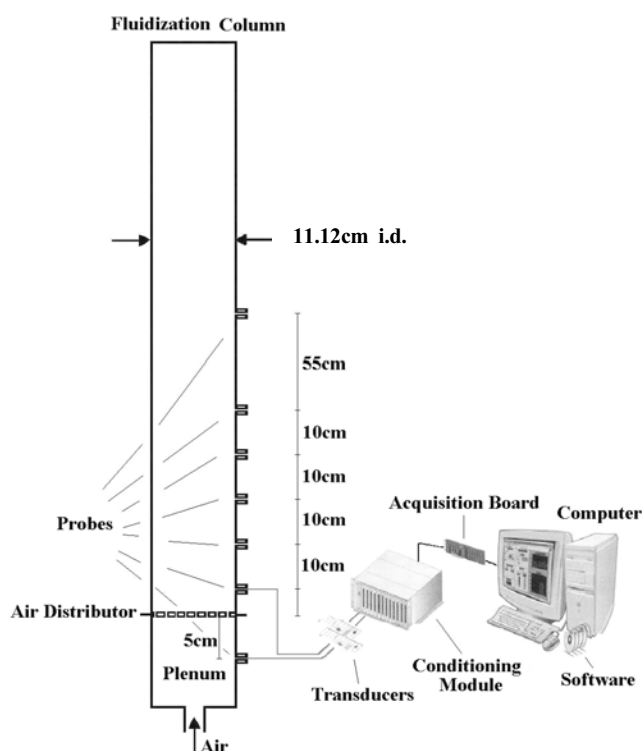 Fluidization Column
11.12cm i.d.
55cm
10cm
10cm
10cm
10cm
Probes
Acquisition Board
Computer
Air Distributor
5cm
Plenum
Transducers
Conditioning
Module
Software
Air